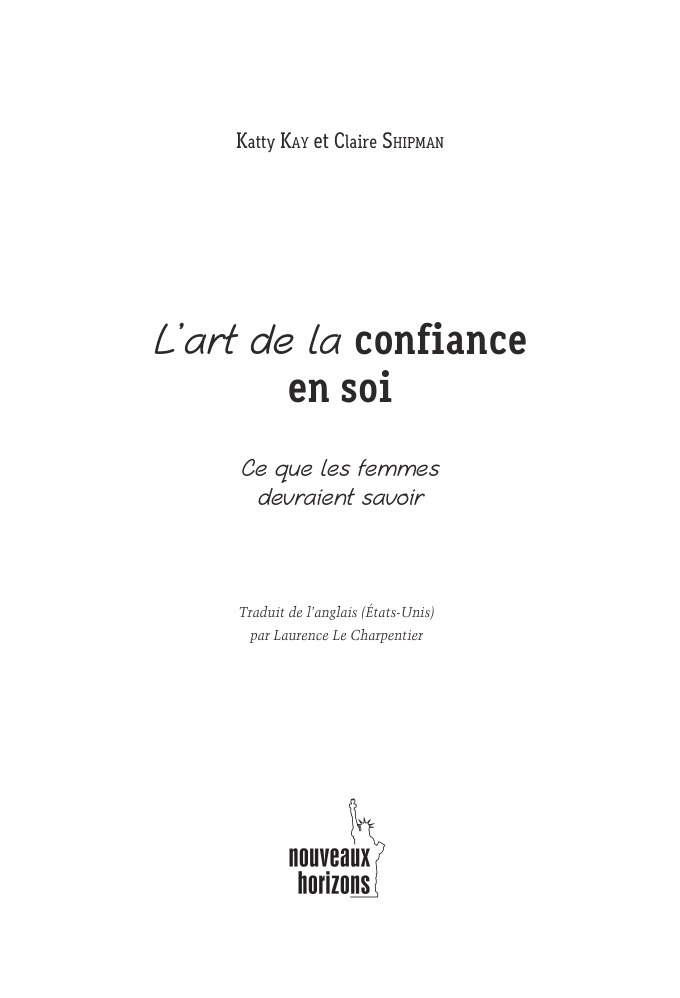 Katty KAY et Claire SHIPMAN
L'art de la confiance
en soi
Ce que les femmes
devraient savoir
Traduit de l'anglais (États-Unis)
par Laurence Le Charpentier
nouveaux
horizons